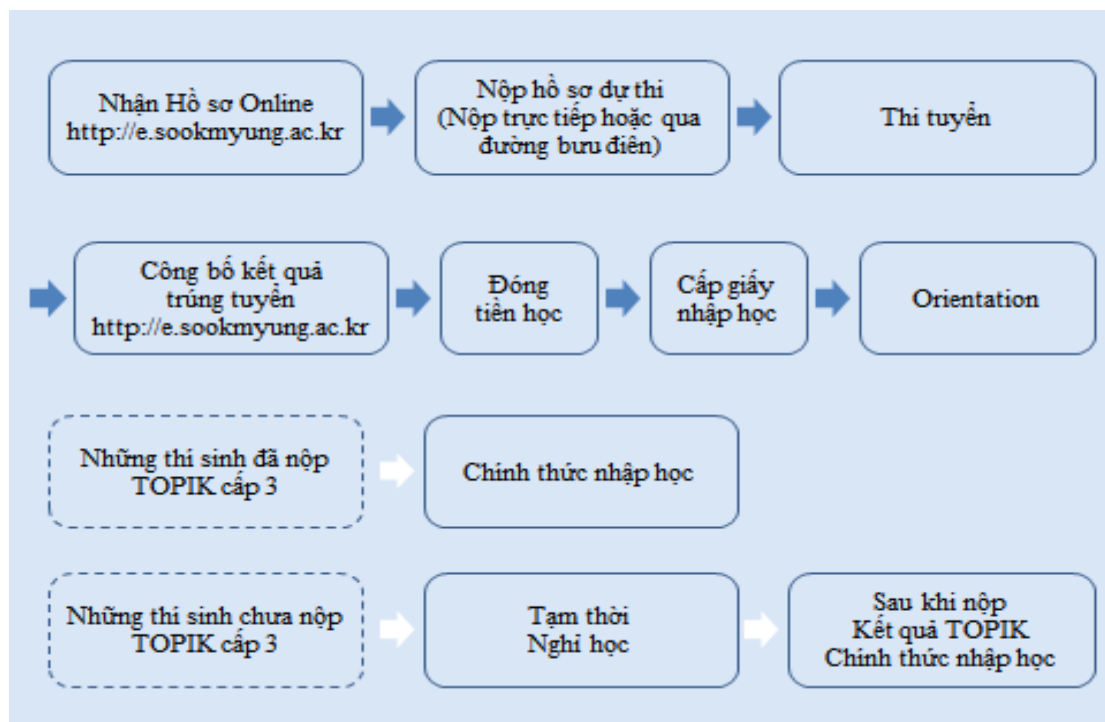 Nhận Hồ sơ Online
http://e.sookmyung.ac.kr
Nộp hồ sơ dự thi
(Nộp trực tiếp hoặc qua
đường bưu điên)
Thi tuyển
Công bố kết quả
trúng tuyển
http://e.sookmyung.ac.kr
Đóng
tiền học
Cấp giấy
nhập học
Orientation
Những thí sinh đã nộp
TOPIK cấp 3
Chính thức nhập học
Những thí sinh chưa nộp
TOPIK cấp 3
Tạm thời
Nghỉ học
Sau khi nộp
Kết quả TOPIK
Chính thức nhập học